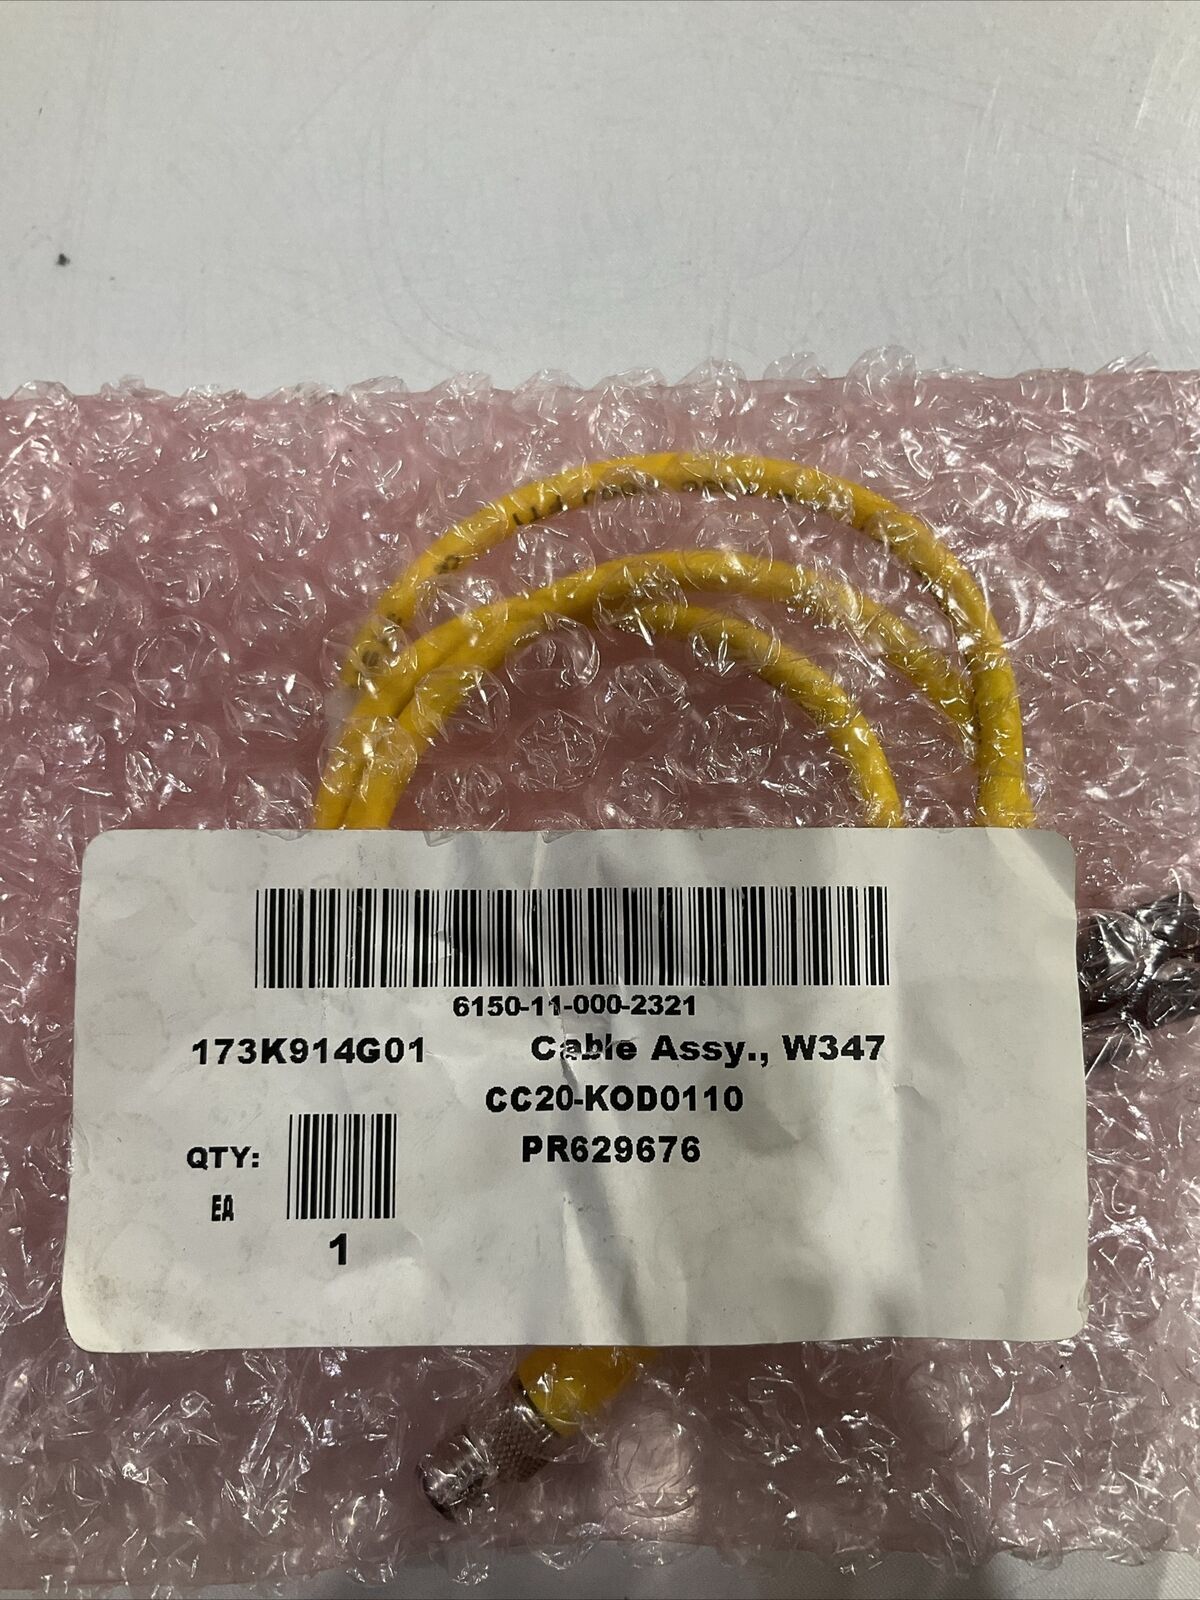 6150-11-000-2321
173K914G01 Cable Assy., W347
CC20-KOD0110
QTY: PR629676
EA
1